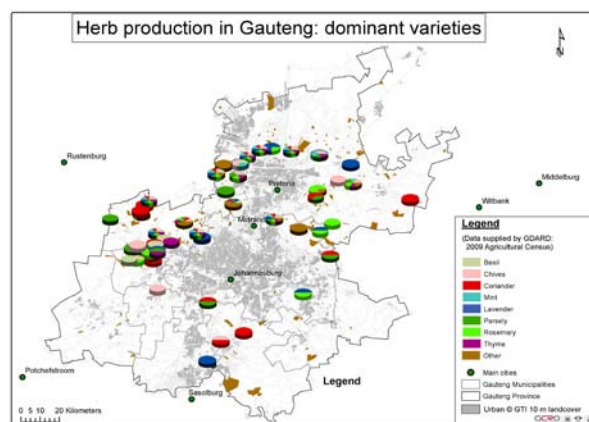 Herb production in Gauteng: dominant varieties
N
Rustenburg
Middelburg
Witbank
Pretoria
Midrand
Johannesburg
Potchefstroom
Sasolburg
Legend
0 5 10 20 Kilometers
Legend
(Data supplied by GDARD:
2009 Agricultural Census)
Basil
Chives
Coriander
Mint
Lavender
Parsely
Rosemary
Thyme
Other
Main cities
Gauteng Municipalities
Gauteng Province
Urban © GTI 10 m landcover
GCRO